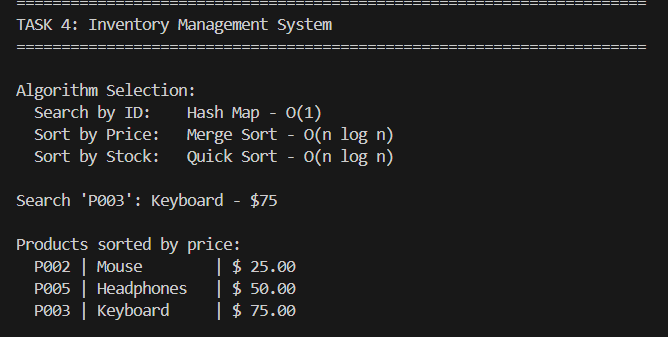 ======================================================================
TASK 4: Inventory Management System
======================================================================
Algorithm Selection:
  Search by ID:    Hash Map - O(1)
  Sort by Price:   Merge Sort - O(n log n)
  Sort by Stock:   Quick Sort - O(n log n)
Search 'P003': Keyboard - $75
Products sorted by price:
  P002 | Mouse        | $ 25.00
  P005 | Headphones   | $ 50.00
  P003 | Keyboard     | $ 75.00